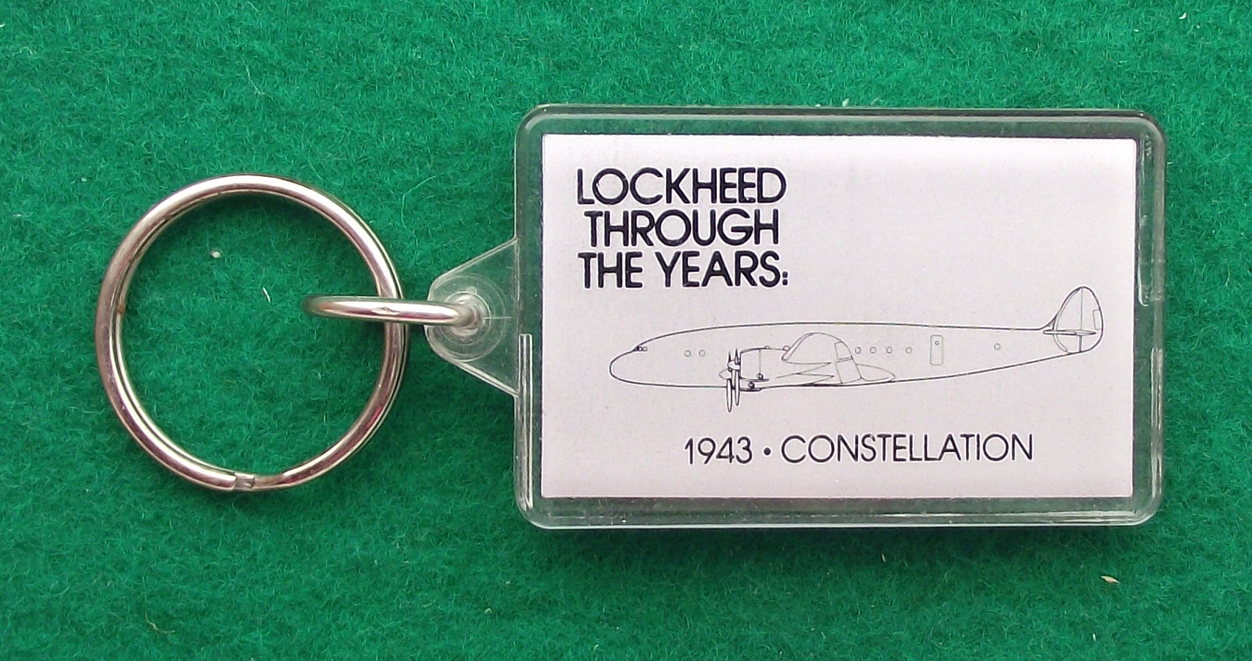 LOCKHEED
THROUGH
THE YEARS:
1943 • CONSTELLATION